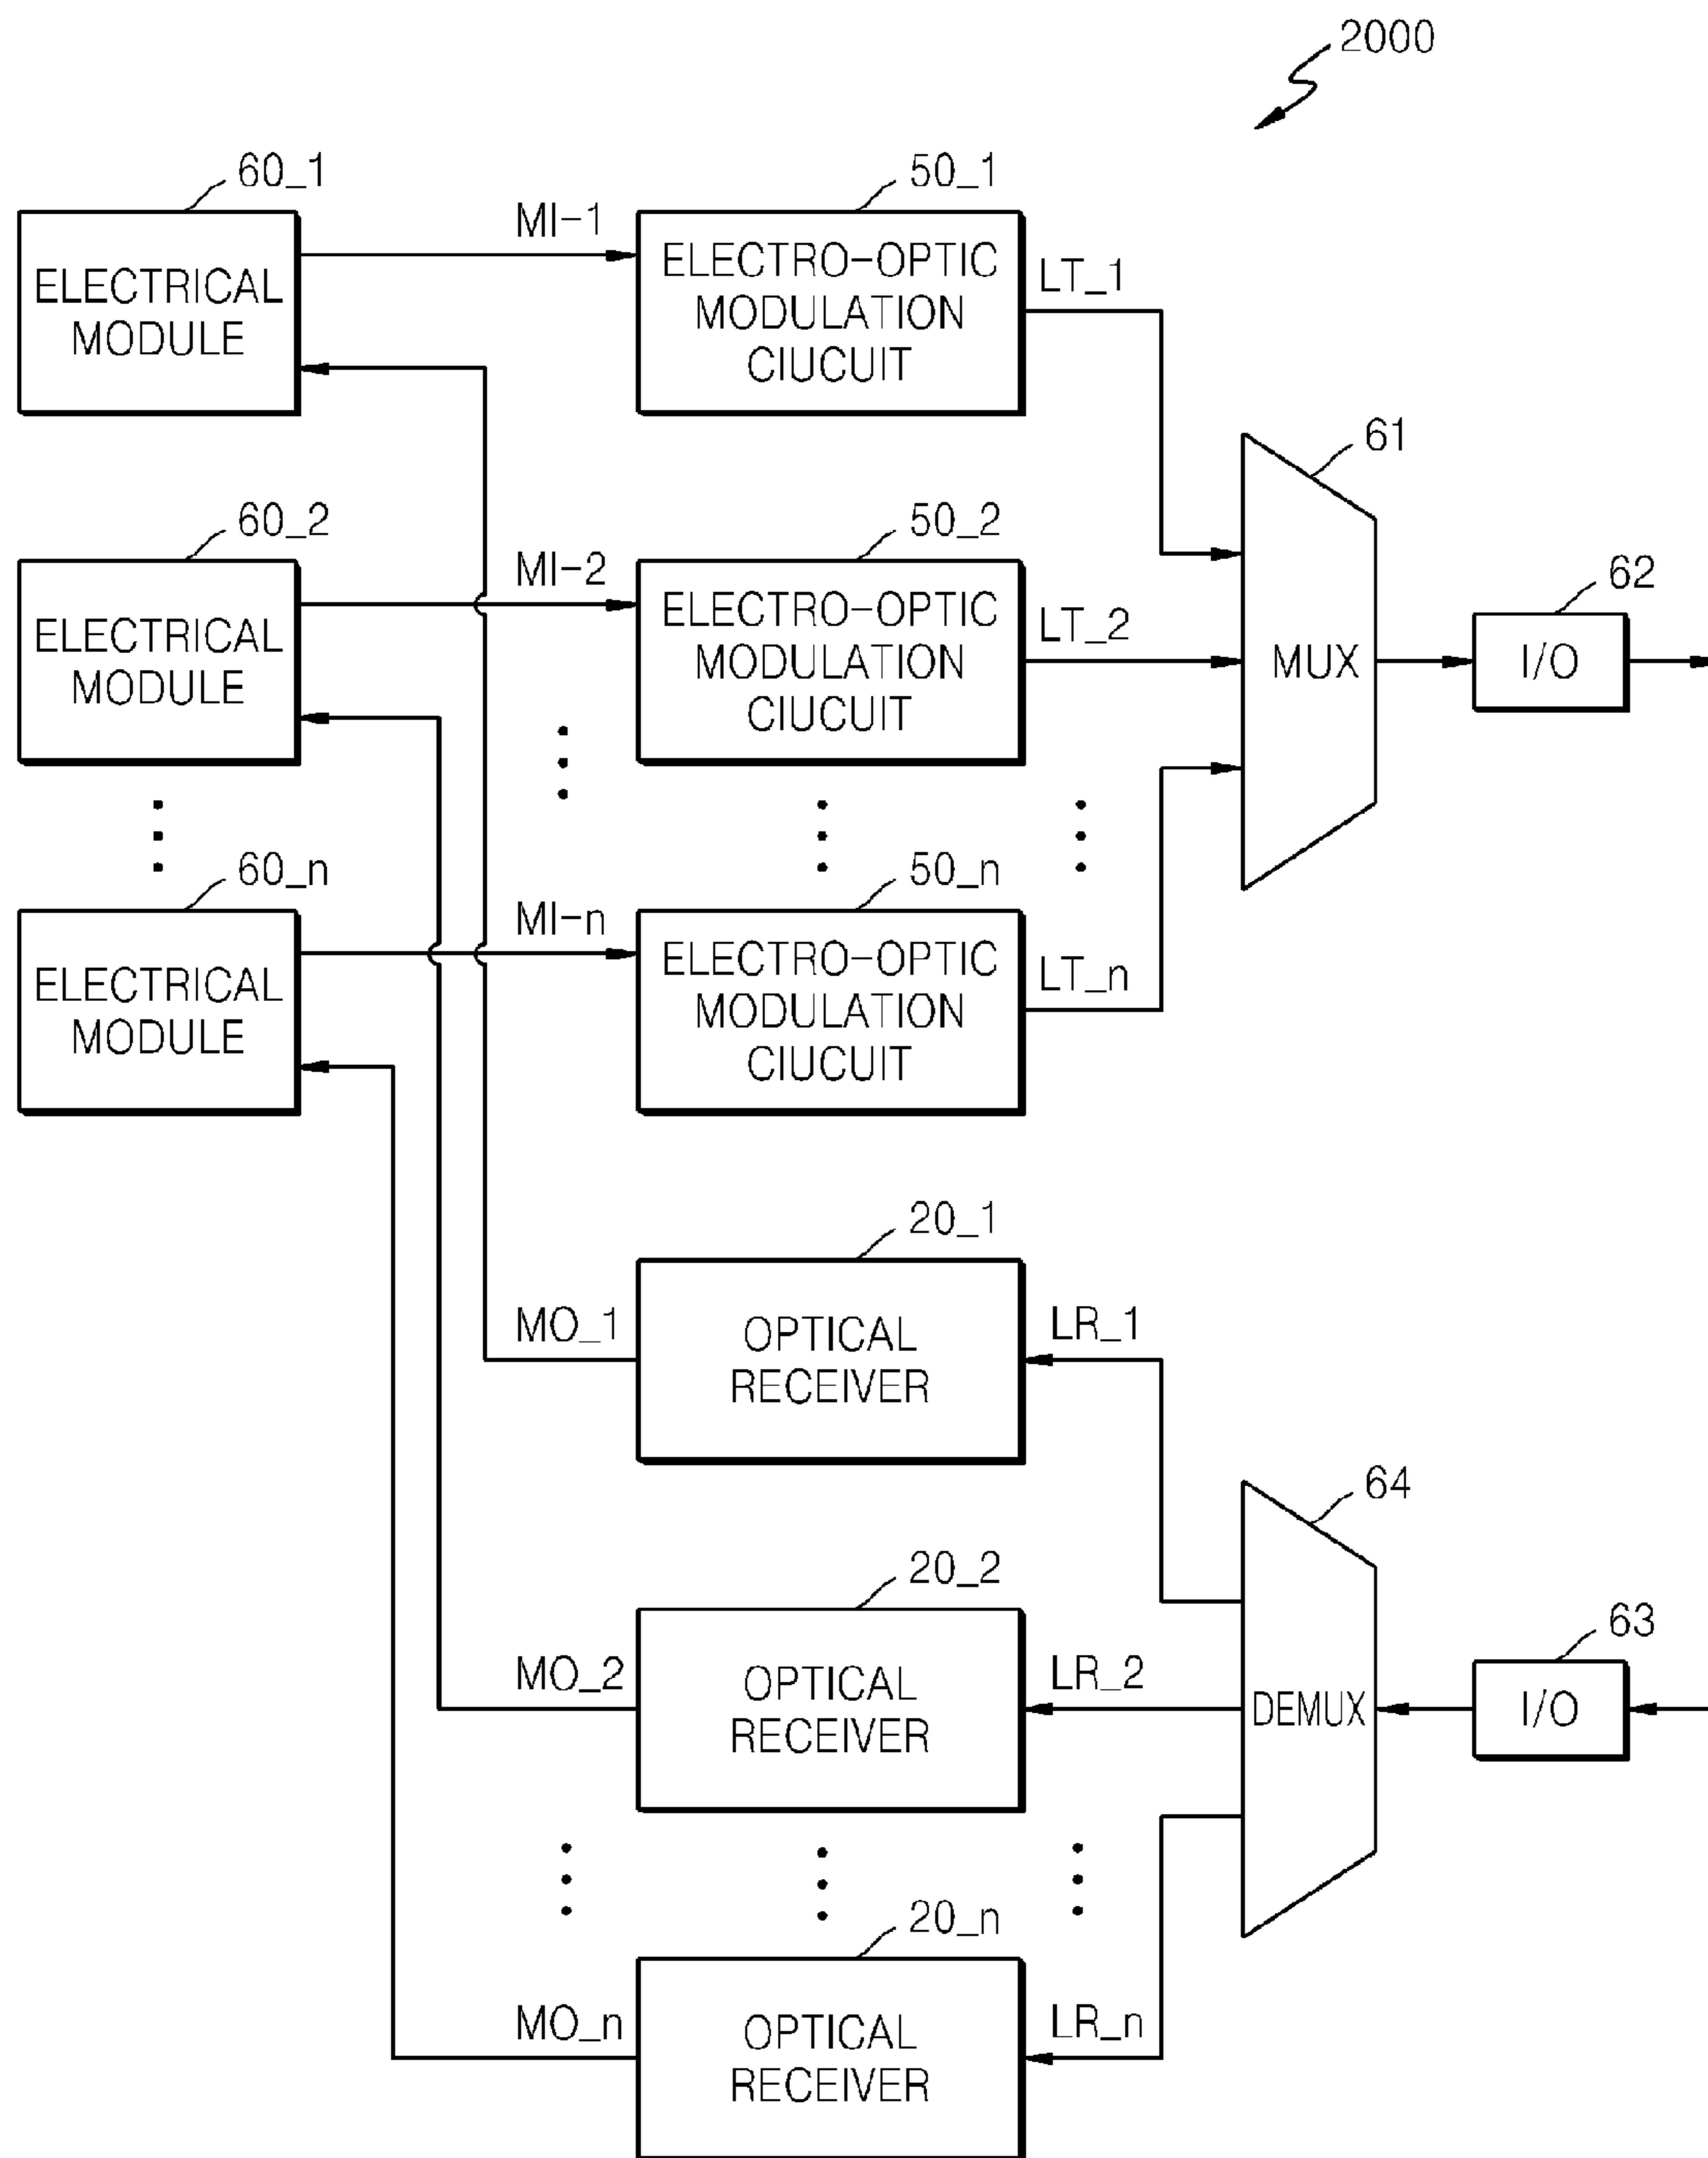 2000
60_1
50_1
ELECTRICAL
MODULE
MI-1
ELECTRO-OPTIC
MODULATION
CIUCUIT
LT_1
61
60_2
50_2
62
ELECTRICAL
MODULE
MI-2
ELECTRO-OPTIC
MODULATION
CIUCUIT
LT_2
MUX
I/O
60_n
50_n
ELECTRICAL
MODULE
MI-n
ELECTRO-OPTIC
MODULATION
CIUCUIT
LT_n
20_1
MO_1
OPTICAL
RECEIVER
LR_1
64
20_2
63
MO_2
OPTICAL
RECEIVER
LR_2
DEMUX
I/O
20_n
MO_n
OPTICAL
RECEIVER
LR_n